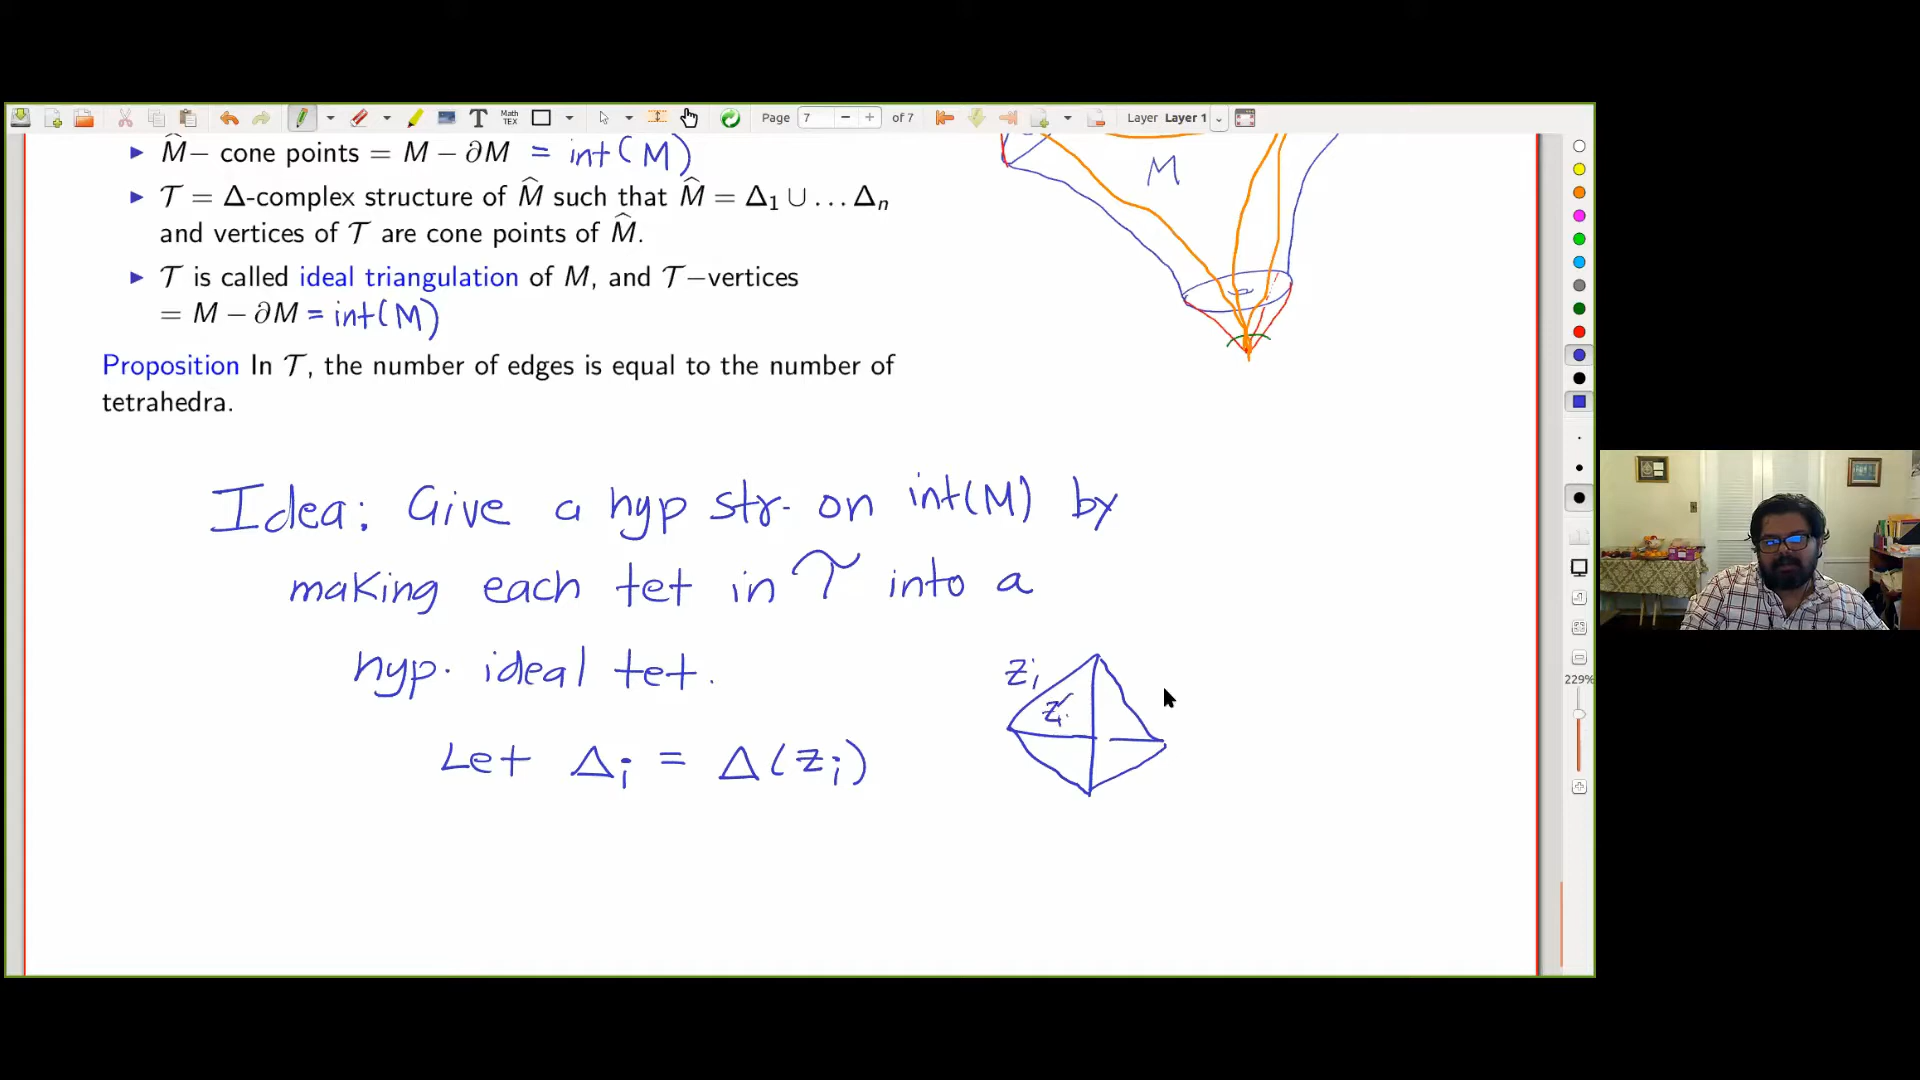 Page 7 of 7 Layer Layer 1
Math
TEX
▶ M̂− cone points = M − ∂M = int(M)
▶ 𝒯 = Δ-complex structure of M̂ such that M̂ = Δ₁ ∪ … Δₙ
and vertices of 𝒯 are cone points of M̂.
▶ 𝒯 is called ideal triangulation of M, and 𝒯−vertices
= M − ∂M = int(M)
Proposition In 𝒯, the number of edges is equal to the number of
tetrahedra.
M
Idea: Give a hyp str. on int(M) by
making each tet in 𝒯 into a
hyp. ideal tet.
Let Δᵢ = Δ(zᵢ)
zᵢ
zᵢ
229%